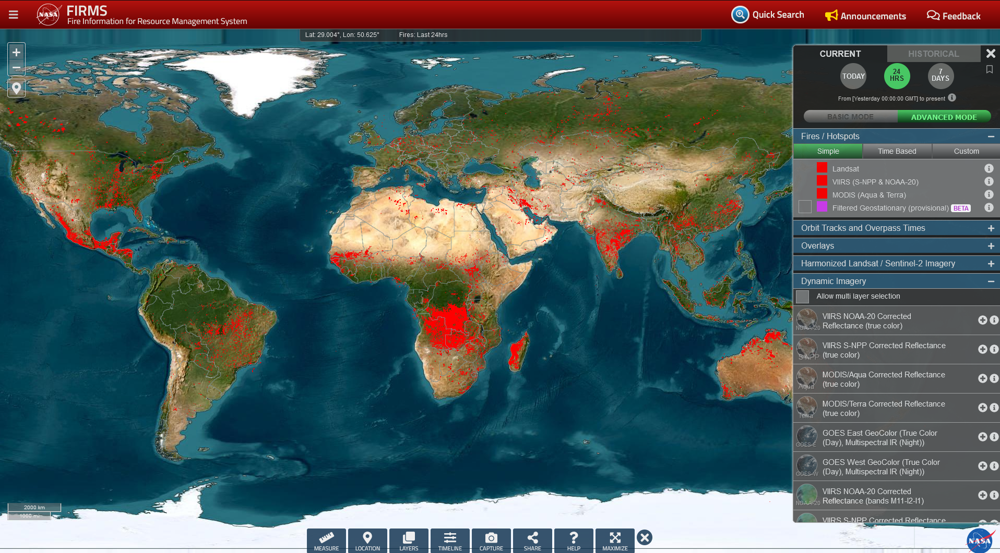 NASA
FIRMS
Fire Information for Resource Management System
Quick Search
Announcements
Feedback
Lat: 29.004°, Lon: 50.625°
Fires: Last 24hrs
+
−
CURRENT
HISTORICAL
TODAY
24
HRS
7
DAYS
From [Yesterday 00:00:00 GMT] to present
BASIC MODE
ADVANCED MODE
Fires / Hotspots
Simple
Time Based
Custom
Landsat
VIIRS (S-NPP & NOAA-20)
MODIS (Aqua & Terra)
Filtered Geostationary (provisional) BETA
Orbit Tracks and Overpass Times
Overlays
Harmonized Landsat / Sentinel-2 Imagery
Dynamic Imagery
Allow multi layer selection
NOAA-20
VIIRS NOAA-20 Corrected
Reflectance (true color)
S-NPP
VIIRS S-NPP Corrected Reflectance
(true color)
Aqua
MODIS/Aqua Corrected Reflectance
(true color)
Terra
MODIS/Terra Corrected Reflectance
(true color)
GOES-E
GOES East GeoColor (True Color
(Day), Multispectral IR (Night))
GOES-W
GOES West GeoColor (True Color
(Day), Multispectral IR (Night))
NOAA-20
VIIRS NOAA-20 Corrected
Reflectance (bands M11-I2-I1)
VIIRS S-NPP Corrected Reflectance
2000 km
1000 mi
MEASURE
LOCATION
LAYERS
TIMELINE
CAPTURE
SHARE
HELP
MAXIMIZE
NASA